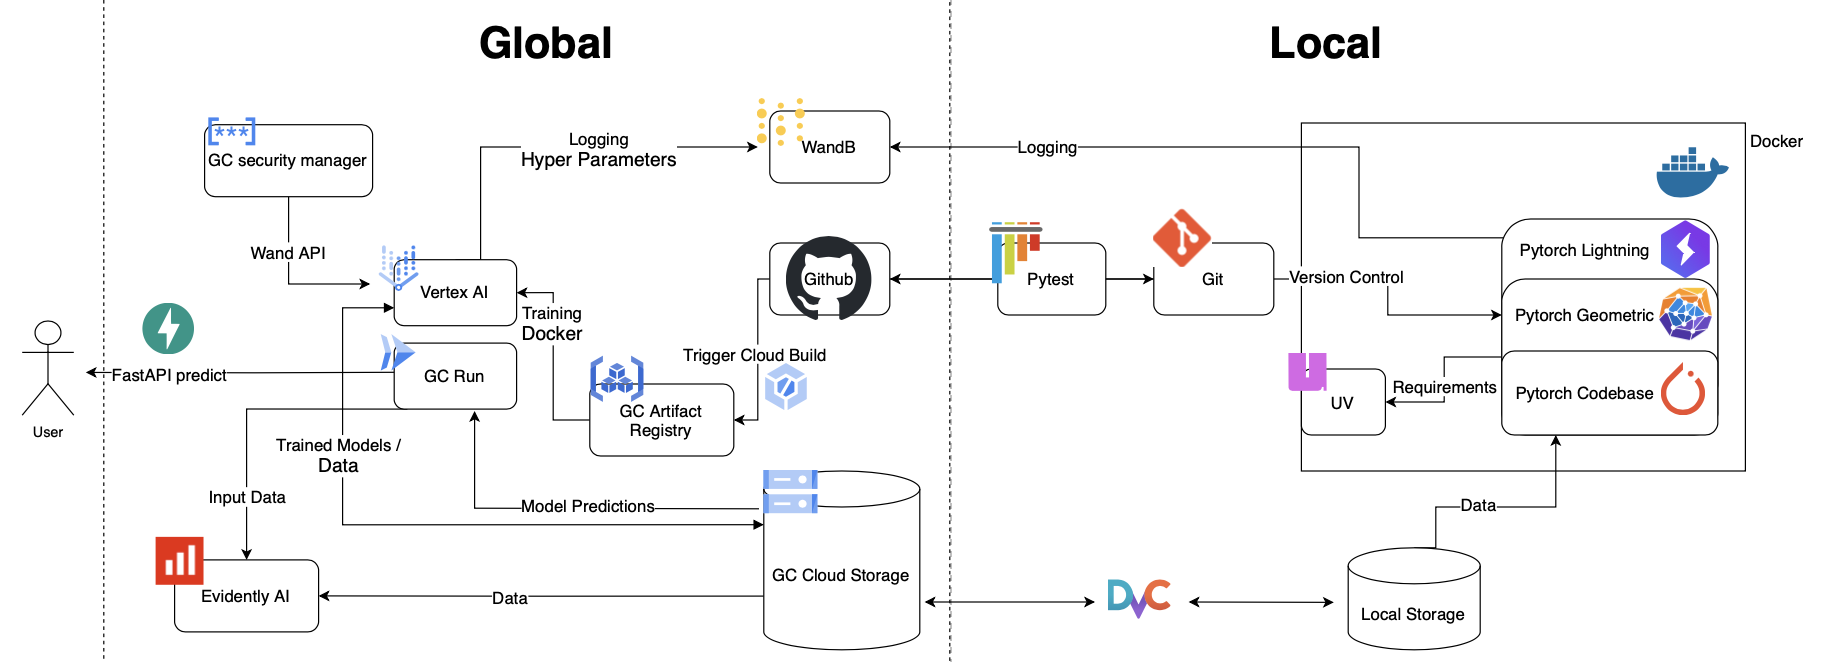 Global
Local
GC security manager
Wand API
Logging
Hyper Parameters
WandB
Logging
Docker
Pytorch Lightning
Vertex AI
Github
Pytest
Git
Version Control
Pytorch Geometric
Training
Docker
Trigger Cloud Build
FastAPI predict
GC Run
GC Artifact
Registry
UV
Requirements
Pytorch Codebase
User
Trained Models /
Data
Input Data
Model Predictions
Data
Evidently AI
Data
GC Cloud Storage
DVC
Local Storage